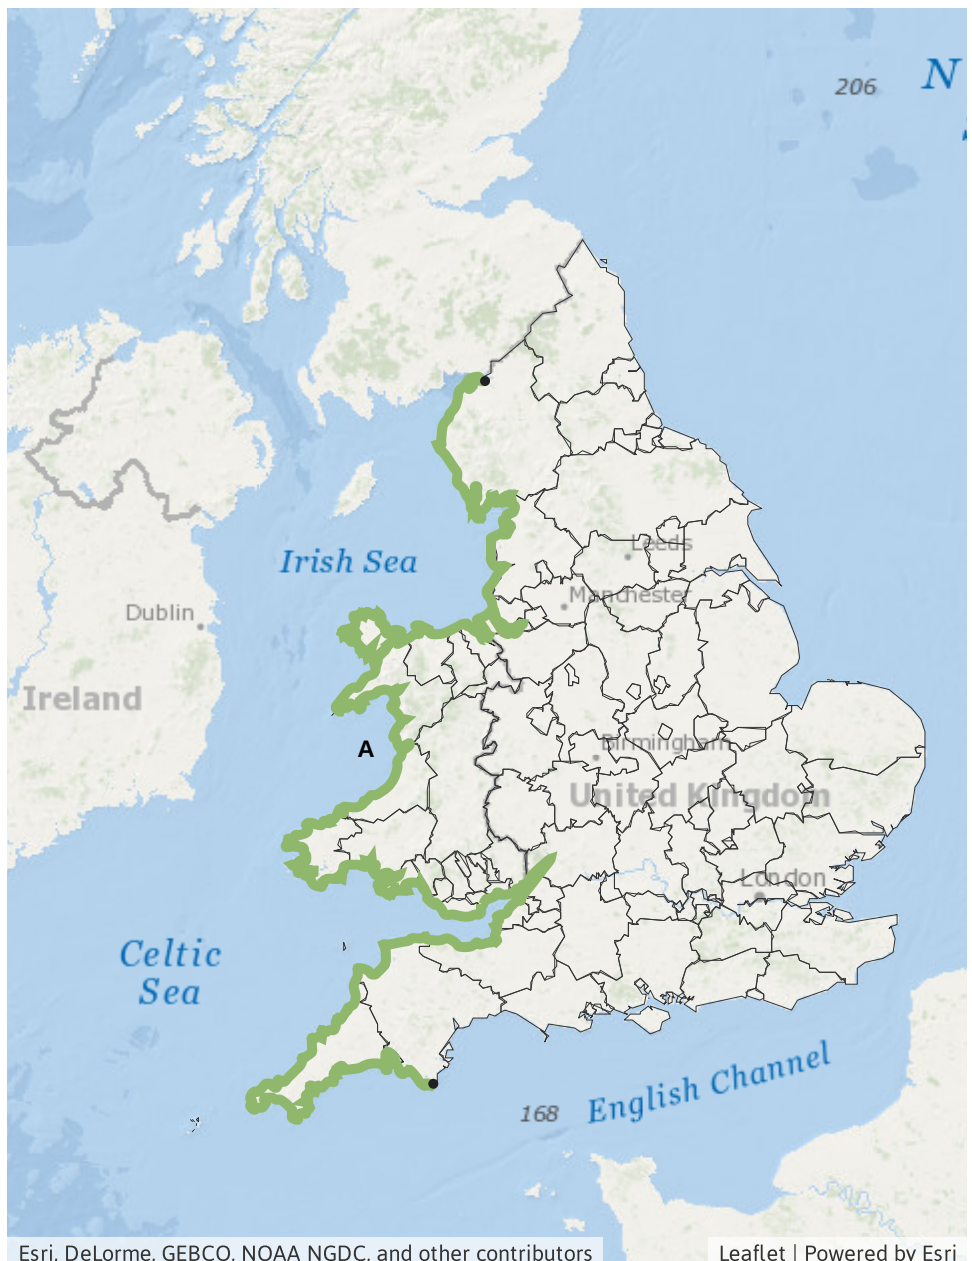 206
N
Irish Sea
Leeds
Manchester
Dublin
Ireland
A
Birmingham
United Kingdom
London
Celtic
Sea
English Channel
168
Esri, DeLorme, GEBCO, NOAA NGDC, and other contributors
Leaflet | Powered by Esri